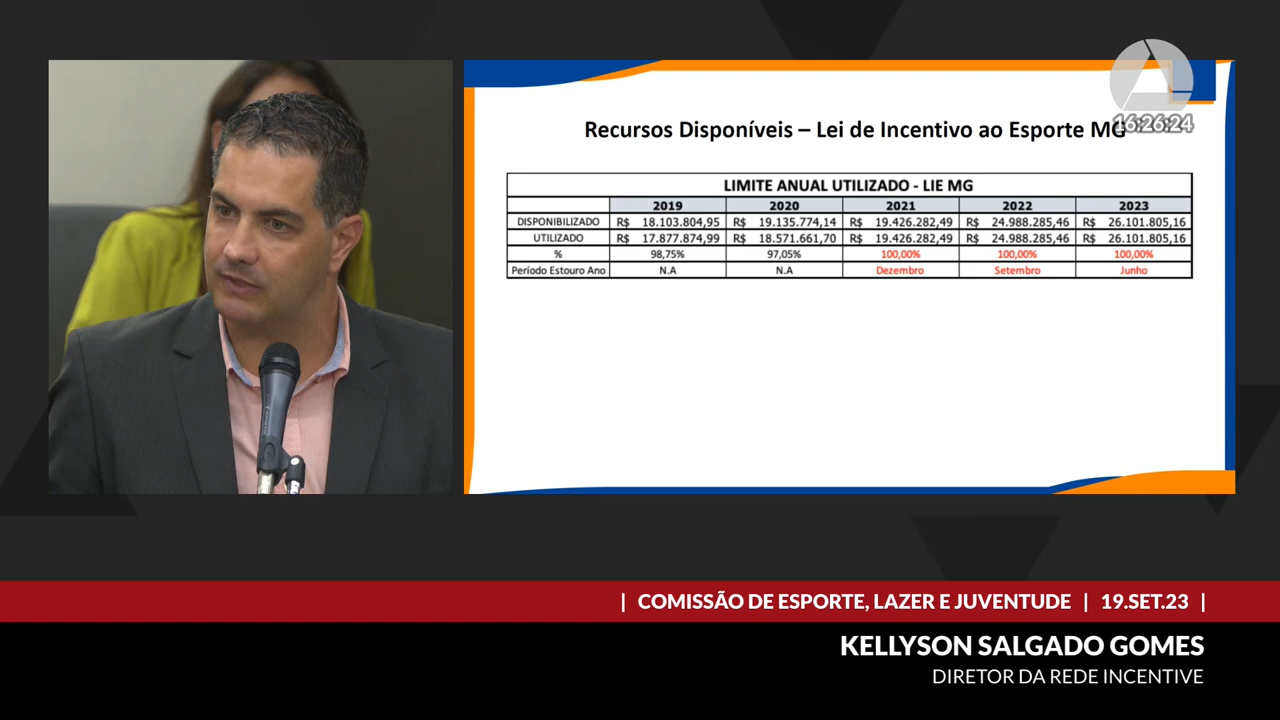 16:26:24
Recursos Disponíveis – Lei de Incentivo ao Esporte MG
LIMITE ANUAL UTILIZADO - LIE MG
2019 2020 2021 2022 2023
DISPONIBILIZADO R$ 18.103.804,95 R$ 19.135.774,14 R$ 19.426.282,49 R$ 24.988.285,46 R$ 26.101.805,16
UTILIZADO R$ 17.877.874,99 R$ 18.571.661,70 R$ 19.426.282,49 R$ 24.988.285,46 R$ 26.101.805,16
% 98,75% 97,05% 100,00% 100,00% 100,00%
Período Estouro Ano N.A N.A Dezembro Setembro Junho
| COMISSÃO DE ESPORTE, LAZER E JUVENTUDE | 19.SET.23 |
KELLYSON SALGADO GOMES
DIRETOR DA REDE INCENTIVE